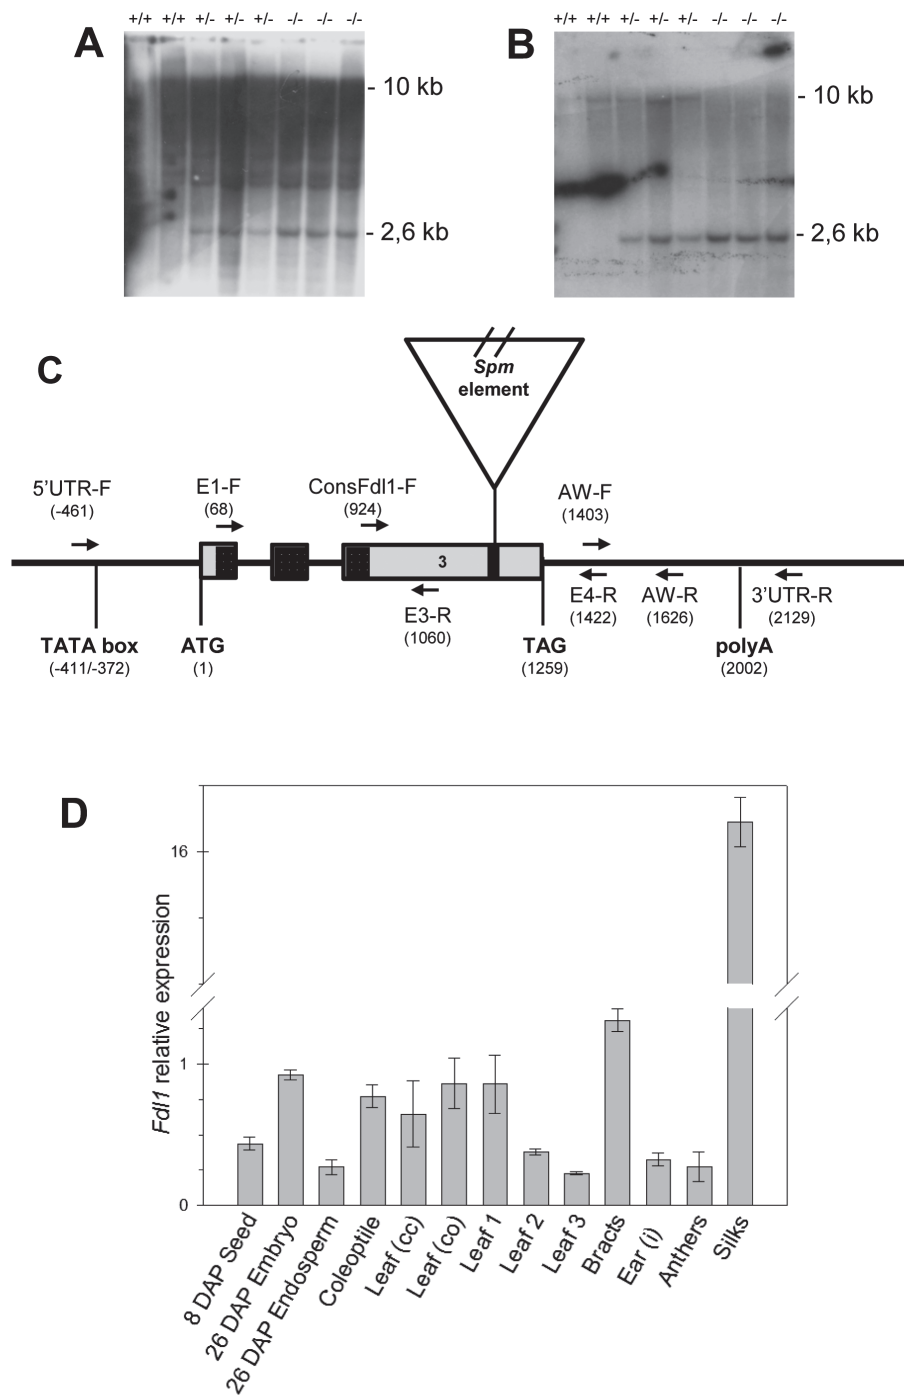 +/+ +/+ +/- +/- +/- -/- -/- -/-
A
- 10 kb
- 2,6 kb
+/+ +/+ +/- +/- +/- -/- -/- -/-
B
- 10 kb
- 2,6 kb
C
Spm
element
5'UTR-F
(-461)
E1-F
(68)
ConsFdl1-F
(924)
AW-F
(1403)
3
E3-R
(1060)
E4-R
(1422)
AW-R
(1626)
3'UTR-R
(2129)
TATA box
(-411/-372)
ATG
(1)
TAG
(1259)
polyA
(2002)
D
Fdl1 relative expression
16
1
0
8 DAP Seed
26 DAP Embryo
26 DAP Endosperm
Coleoptile
Leaf (cc)
Leaf (co)
Leaf 1
Leaf 2
Leaf 3
Bracts
Ear (i)
Anthers
Silks